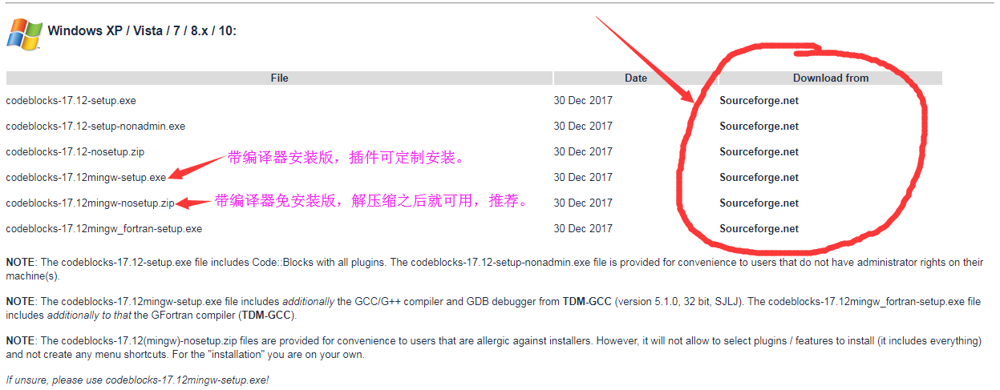 Windows XP / Vista / 7 / 8.x / 10:
File Date Download from
codeblocks-17.12-setup.exe 30 Dec 2017 Sourceforge.net
codeblocks-17.12-setup-nonadmin.exe 30 Dec 2017 Sourceforge.net
codeblocks-17.12-nosetup.zip 30 Dec 2017 Sourceforge.net
带编译器安装版，插件可定制安装。
codeblocks-17.12mingw-setup.exe 30 Dec 2017 Sourceforge.net
带编译器免安装版，解压缩之后就可用，推荐。
codeblocks-17.12mingw-nosetup.zip 30 Dec 2017 Sourceforge.net
codeblocks-17.12mingw_fortran-setup.exe 30 Dec 2017 Sourceforge.net
NOTE: The codeblocks-17.12-setup.exe file includes Code::Blocks with all plugins. The codeblocks-17.12-setup-nonadmin.exe file is provided for convenience to users that do not have administrator rights on their
machine(s).
NOTE: The codeblocks-17.12mingw-setup.exe file includes additionally the GCC/G++ compiler and GDB debugger from TDM-GCC (version 5.1.0, 32 bit, SJLJ). The codeblocks-17.12mingw_fortran-setup.exe file
includes additionally to that the GFortran compiler (TDM-GCC).
NOTE: The codeblocks-17.12(mingw)-nosetup.zip files are provided for convenience to users that are allergic against installers. However, it will not allow to select plugins / features to install (it includes everything)
and not create any menu shortcuts. For the "installation" you are on your own.
If unsure, please use codeblocks-17.12mingw-setup.exe!